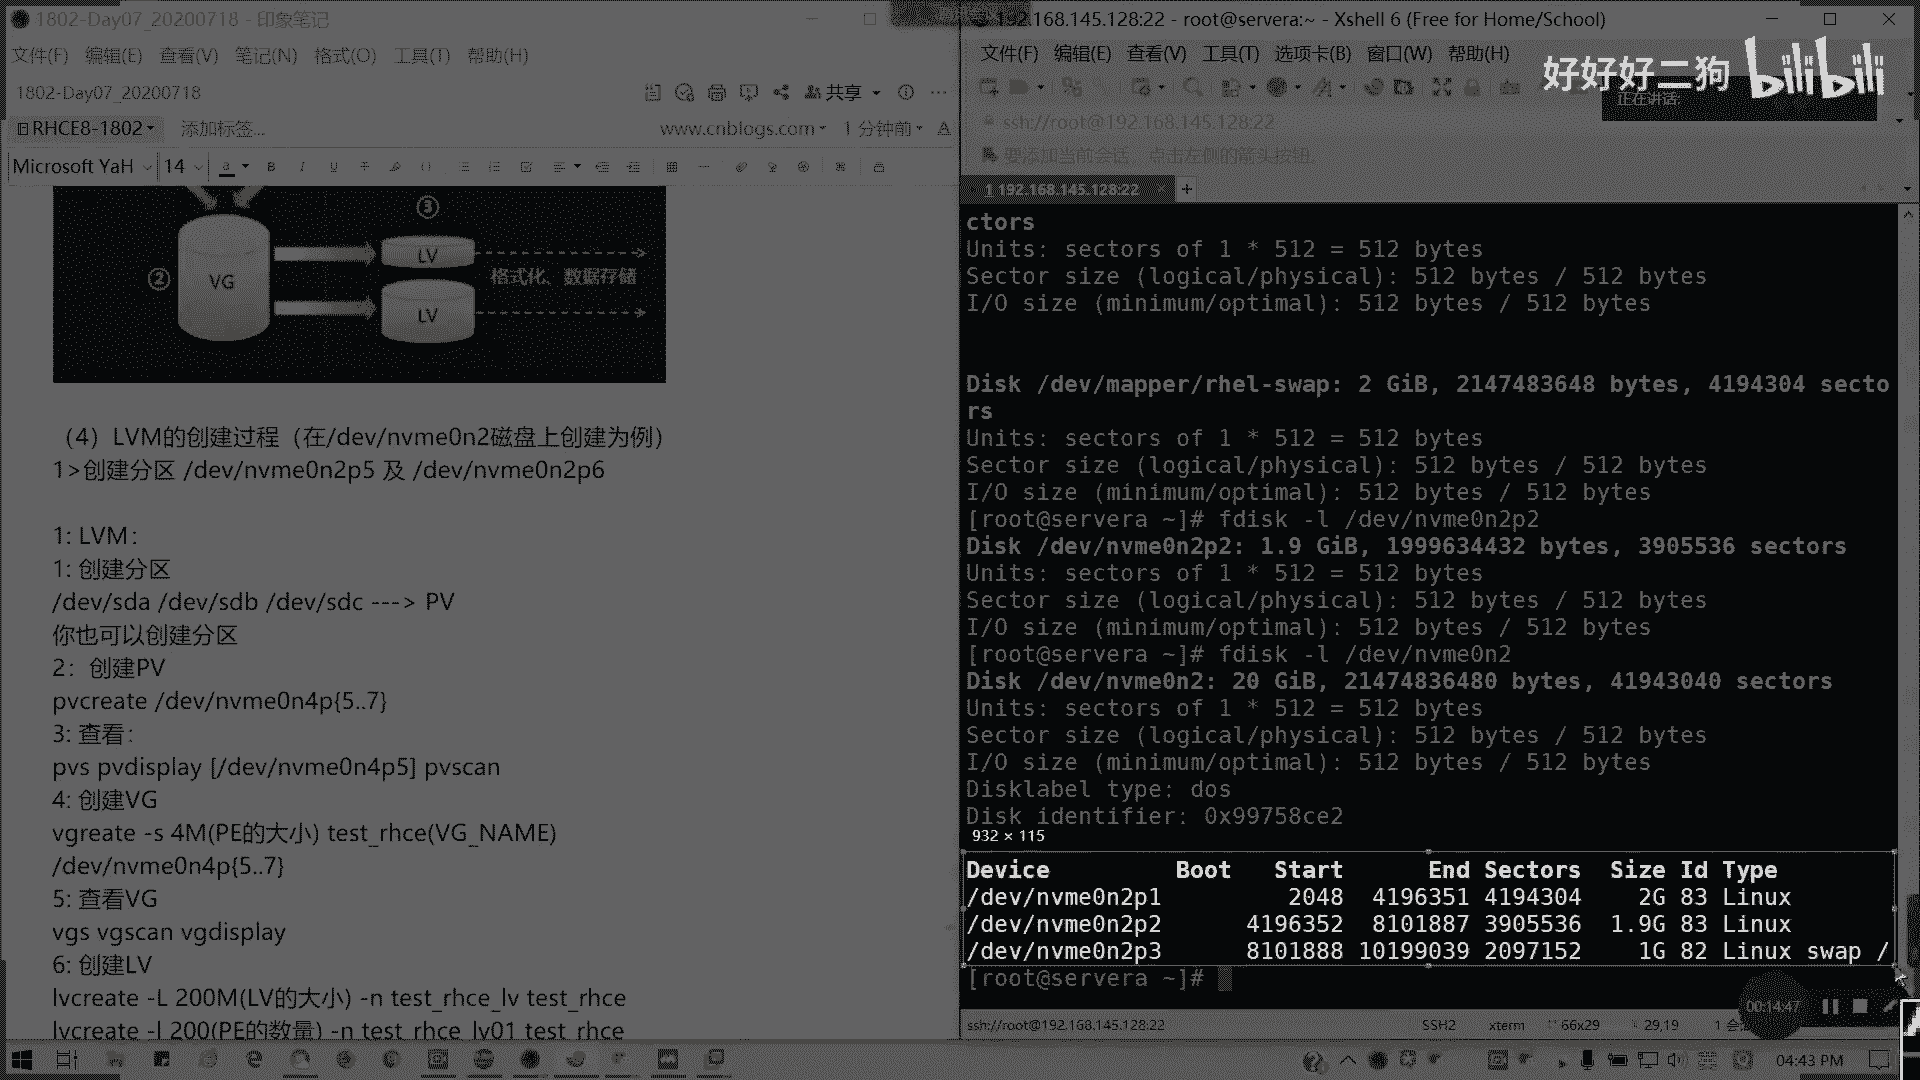 1802-Day07_20200718 - 印象笔记
文件(F) 编辑(E) 查看(V) 笔记(N) 格式(O) 工具(T) 帮助(H)
1802-Day07_20200718
共享
RHCE8-1802
添加标签...
www.cnblogs.com
1 分钟前
Microsoft YaH
14
③
②
VG
LV
LV
格式化、数据存储
（4）LVM的创建过程（在/dev/nvme0n2磁盘上创建为例）
1>创建分区 /dev/nvme0n2p5 及 /dev/nvme0n2p6
1: LVM：
1: 创建分区
/dev/sda /dev/sdb /dev/sdc ---> PV
你也可以创建分区
2：创建PV
pvcreate /dev/nvme0n4p{5..7}
3: 查看：
pvs pvdisplay [/dev/nvme0n4p5] pvscan
4: 创建VG
vgreate -s 4M(PE的大小) test_rhce(VG_NAME)
/dev/nvme0n4p{5..7}
5: 查看VG
vgs vgscan vgdisplay
6: 创建LV
lvcreate -L 200M(LV的大小) -n test_rhce_lv test_rhce
lvcreate -l 200(PE的数量) -n test_rhce_lv01 test_rhce
192.168.145.128:22 - root@servera:~ - Xshell 6 (Free for Home/School)
文件(F) 编辑(E) 查看(V) 工具(T) 选项卡(B) 窗口(W) 帮助(H)
好好好二狗 bilibili
正在讲话:
ssh://root@192.168.145.128:22
要添加当前会话，点击左侧的箭头按钮。
1 192.168.145.128:22
ctors
Units: sectors of 1 * 512 = 512 bytes
Sector size (logical/physical): 512 bytes / 512 bytes
I/O size (minimum/optimal): 512 bytes / 512 bytes
Disk /dev/mapper/rhel-swap: 2 GiB, 2147483648 bytes, 4194304 secto
rs
Units: sectors of 1 * 512 = 512 bytes
Sector size (logical/physical): 512 bytes / 512 bytes
I/O size (minimum/optimal): 512 bytes / 512 bytes
[root@servera ~]# fdisk -l /dev/nvme0n2p2
Disk /dev/nvme0n2p2: 1.9 GiB, 1999634432 bytes, 3905536 sectors
Units: sectors of 1 * 512 = 512 bytes
Sector size (logical/physical): 512 bytes / 512 bytes
I/O size (minimum/optimal): 512 bytes / 512 bytes
[root@servera ~]# fdisk -l /dev/nvme0n2
Disk /dev/nvme0n2: 20 GiB, 21474836480 bytes, 41943040 sectors
Units: sectors of 1 * 512 = 512 bytes
Sector size (logical/physical): 512 bytes / 512 bytes
I/O size (minimum/optimal): 512 bytes / 512 bytes
Disklabel type: dos
Disk identifier: 0x99758ce2
932 × 115
Device Boot Start End Sectors Size Id Type
/dev/nvme0n2p1 2048 4196351 4194304 2G 83 Linux
/dev/nvme0n2p2 4196352 8101887 3905536 1.9G 83 Linux
/dev/nvme0n2p3 8101888 10199039 2097152 1G 82 Linux swap /
[root@servera ~]#
00:14:47
ssh://root@192.168.145.128:22
SSH2
xterm
66x29
29,19
04:43 PM